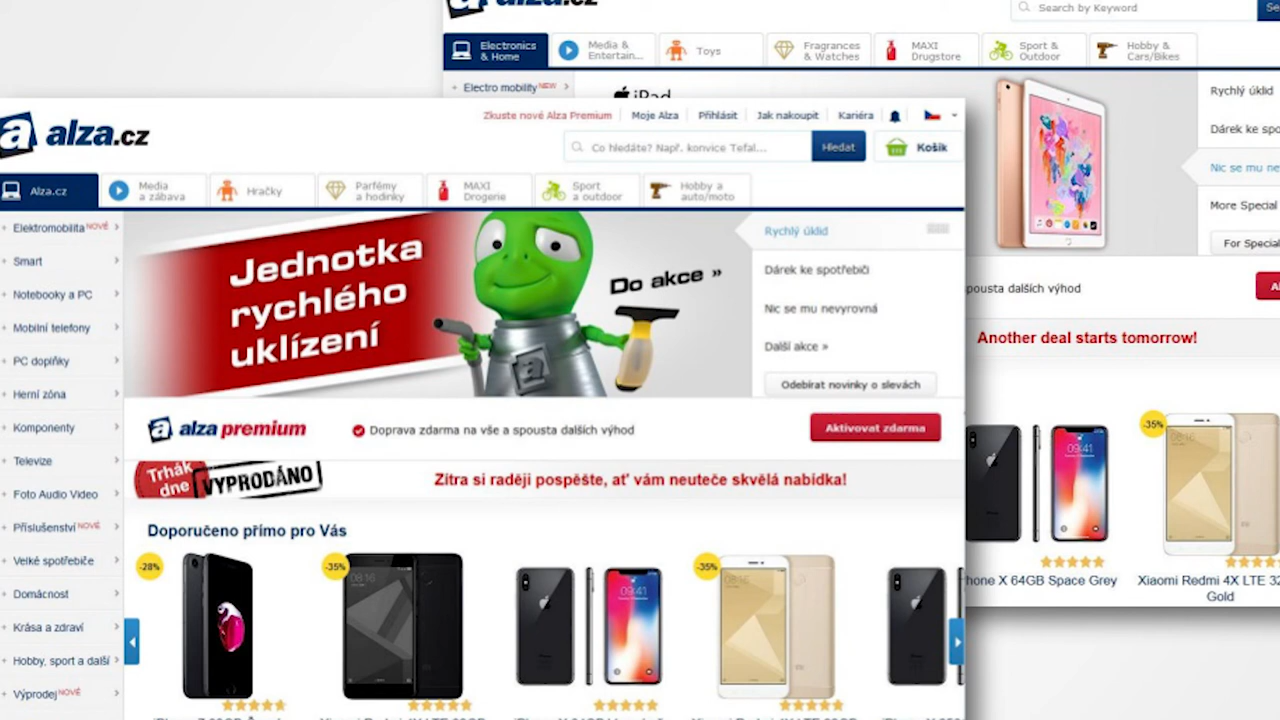 alza.cz
Search by Keyword
Electronics
& Home
Media &
Entertain...
Toys
Fragrances
& Watches
MAXI
Drugstore
Sport &
Outdoor
Hobby &
Cars/Bikes
Electro mobility NEW
iPad
Rychlý úklid
Dárek ke
Nic se mu
More Special
For Special
spousta dalších výhod
Another deal starts tomorrow!
-35%
hone X 64GB Space Grey
Xiaomi Redmi 4X LTE
Gold
alza.cz
Zkuste nové Alza Premium
Moje Alza
Přihlásit
Jak nakoupit
Kariéra
Co hledáte? Např. konvice Tefal...
Hledat
Košík
Alza.cz
Media
a zábava
Hračky
Parfémy
a hodinky
MAXI
Drogerie
Sport
a outdoor
Hobby a
auto/moto
Elektromobilita NOVÉ
Smart
Notebooky a PC
Mobilní telefony
PC doplňky
Herní zóna
Komponenty
Televize
Foto Audio Video
Příslušenství NOVÉ
Velké spotřebiče
Domácnost
Krása a zdraví
Hobby, sport a další
Výprodej NOVÉ
Jednotka
rychlého
uklízení
Do akce »
Rychlý úklid
Dárek ke spotřebiči
Nic se mu nevyrovná
Další akce »
Odebírat novinky o slevách
alza premium
Doprava zdarma na vše a spousta dalších výhod
Aktivovat zdarma
Trhák
dne
VYPRODÁNO
Zítra si raději pospěšte, ať vám neuteče skvělá nabídka!
Doporučeno přímo pro Vás
-28%
-35%
09:41
-35%